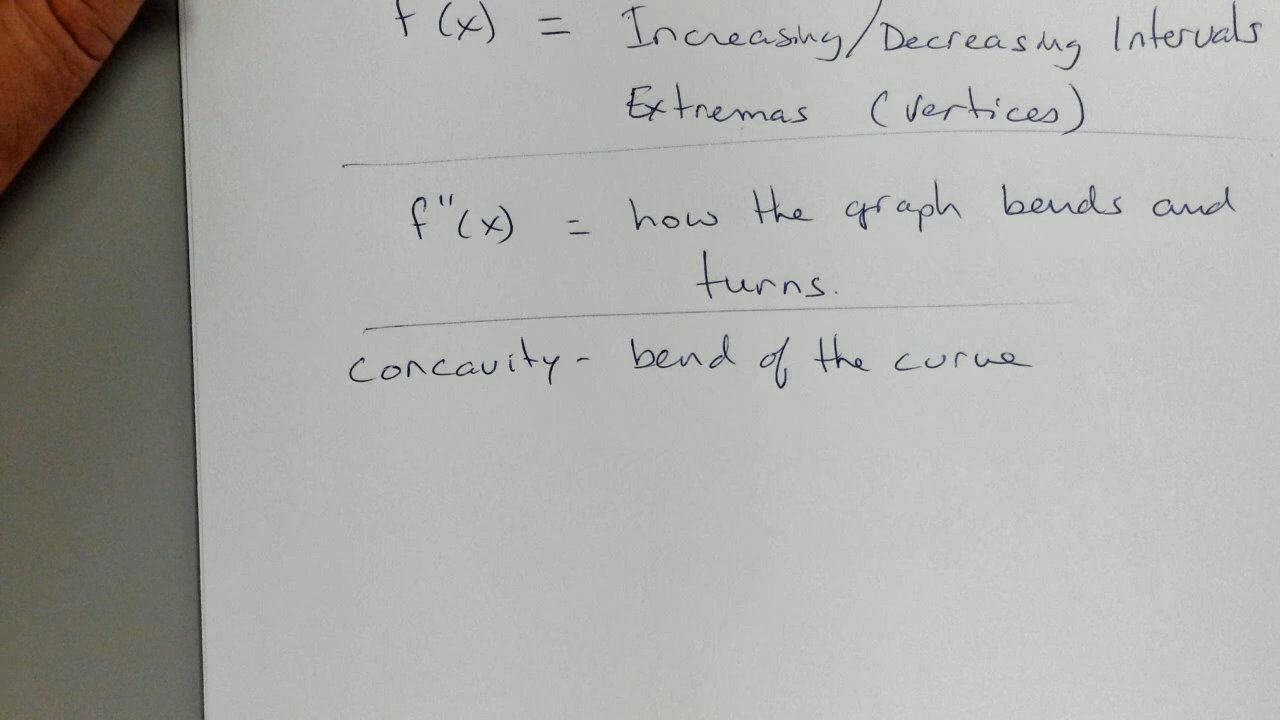 f (x) = Increasing/Decreasing Intervals
Extremas (vertices)
f"(x) = how the graph bends and
turns.
concavity - bend of the curve